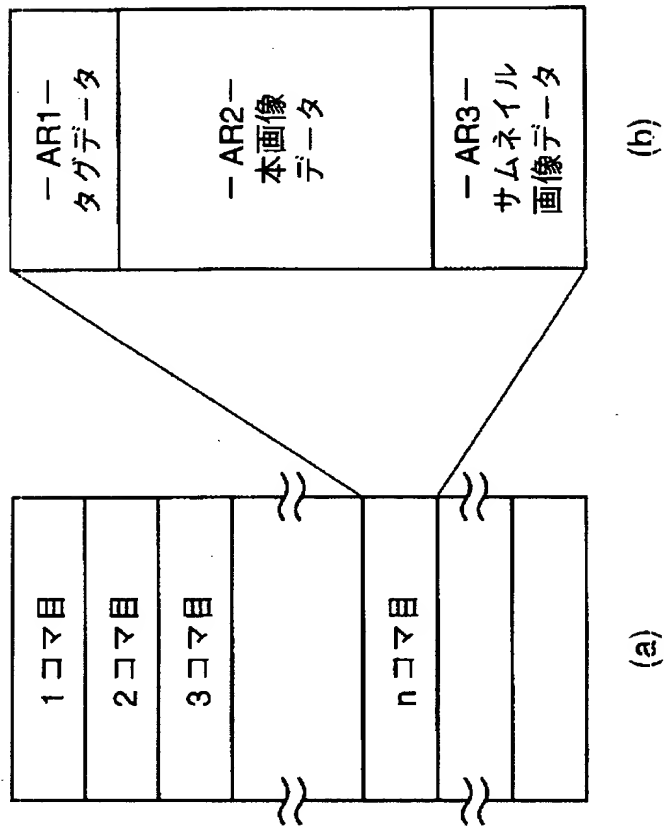 1コマ目
2コマ目
3コマ目
nコマ目
(a)
－AR1－
タグデータ
－AR2－
本画像
データ
－AR3－
サムネイル
画像データ
(b)